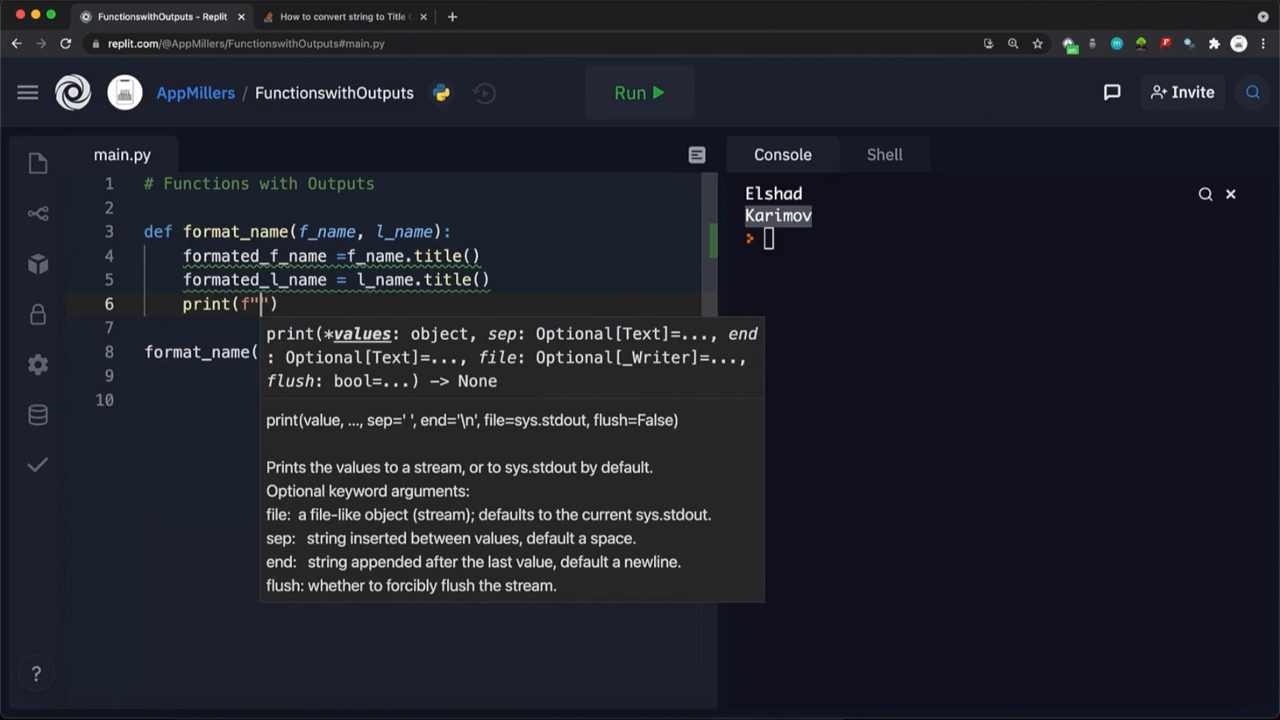 FunctionswithOutputs - Replit
How to convert string to Title
replit.com/@AppMillers/FunctionswithOutputs#main.py
AppMillers / FunctionswithOutputs
Run
Invite
main.py
1 # Functions with Outputs
2
3 def format_name(f_name, l_name):
4 formated_f_name =f_name.title()
5 formated_l_name = l_name.title()
6 print(f"")
7
8 format_name(
9
10
print(*values: object, sep: Optional[Text]=..., end
: Optional[Text]=..., file: Optional[_Writer]=...,
flush: bool=...) -> None
print(value, ..., sep=' ', end='\n', file=sys.stdout, flush=False)
Prints the values to a stream, or to sys.stdout by default.
Optional keyword arguments:
file: a file-like object (stream); defaults to the current sys.stdout.
sep: string inserted between values, default a space.
end: string appended after the last value, default a newline.
flush: whether to forcibly flush the stream.
?
Console
Shell
Elshad
Karimov